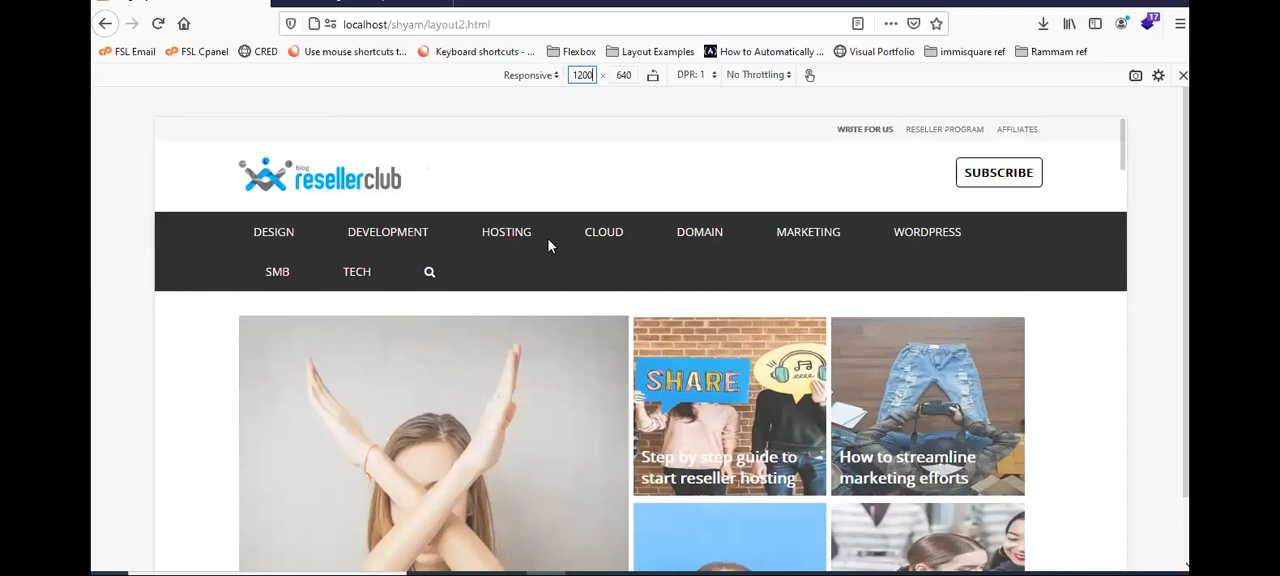 localhost/shyam/layout2.html
17
FSL Email FSL Cpanel CRED Use mouse shortcuts t... Keyboard shortcuts - ... Flexbox Layout Examples How to Automatically ... Visual Portfolio immisquare ref Rammam ref
Responsive 1200 × 640 DPR: 1 No Throttling
WRITE FOR US RESELLER PROGRAM AFFILIATES
blog
resellerclub
SUBSCRIBE
DESIGN DEVELOPMENT HOSTING CLOUD DOMAIN MARKETING WORDPRESS
SMB TECH
SHARE
Step by step guide to
start reseller hosting
How to streamline
marketing efforts